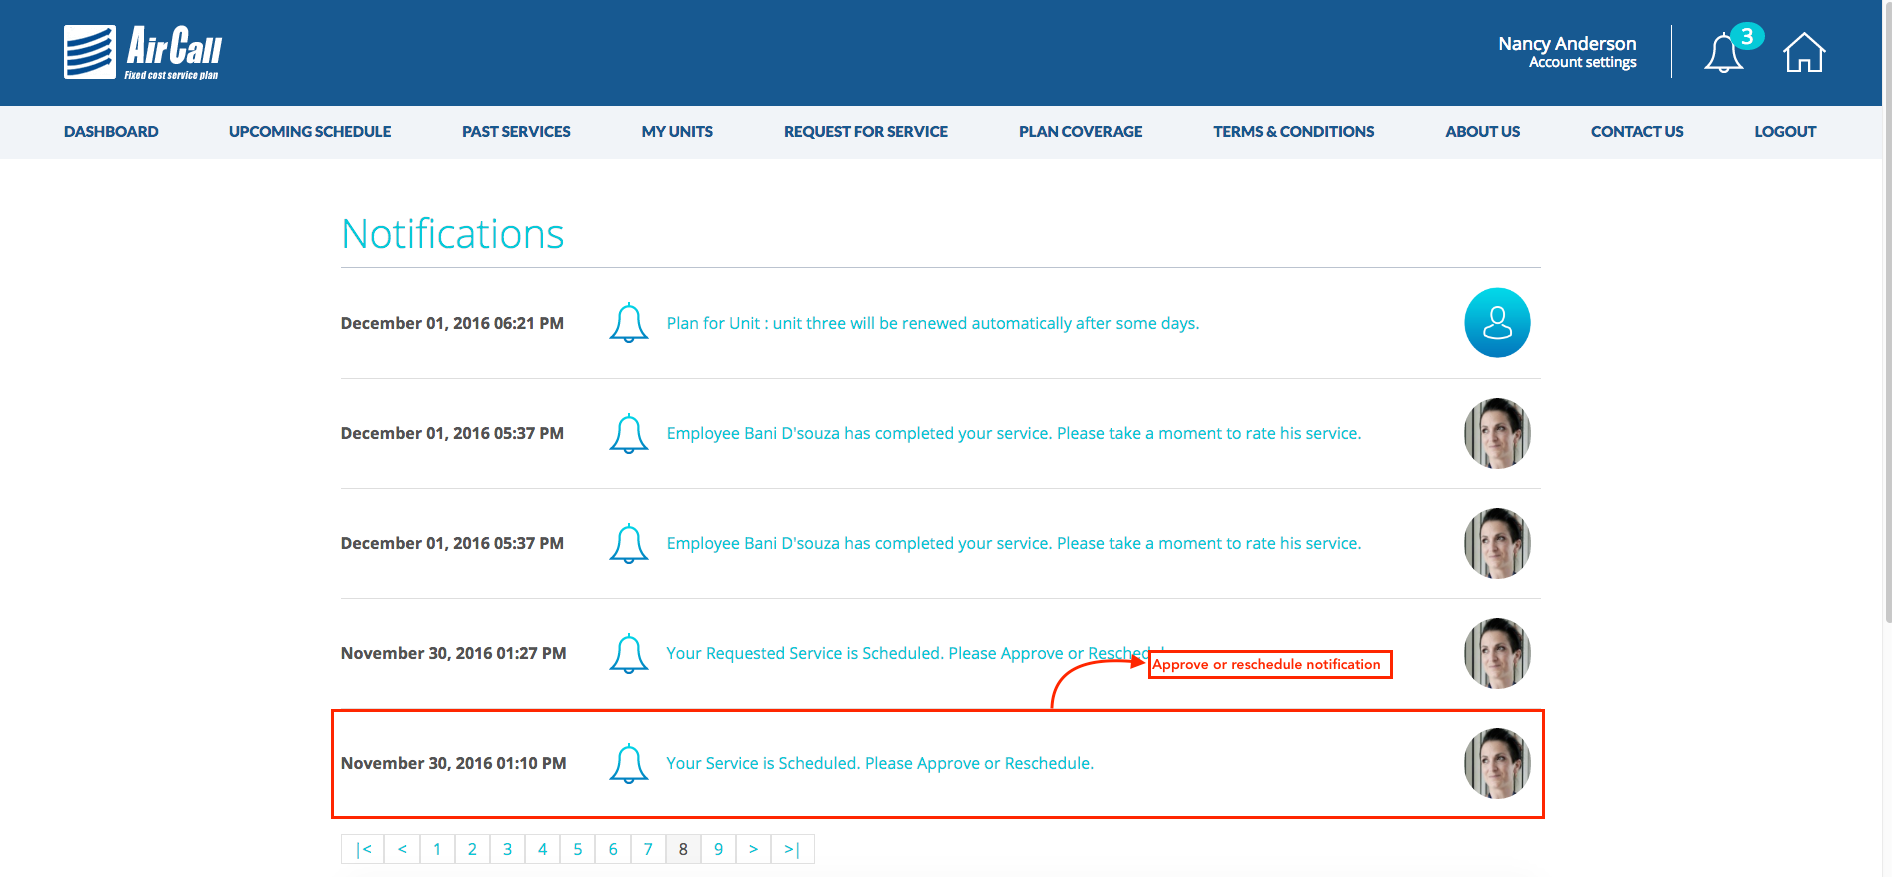 AirCall
Fixed cost service plan
Nancy Anderson
Account settings
3
DASHBOARD UPCOMING SCHEDULE PAST SERVICES MY UNITS REQUEST FOR SERVICE PLAN COVERAGE TERMS & CONDITIONS ABOUT US CONTACT US LOGOUT
Notifications
December 01, 2016 06:21 PM Plan for Unit : unit three will be renewed automatically after some days.
December 01, 2016 05:37 PM Employee Bani D'souza has completed your service. Please take a moment to rate his service.
December 01, 2016 05:37 PM Employee Bani D'souza has completed your service. Please take a moment to rate his service.
November 30, 2016 01:27 PM Your Requested Service is Scheduled. Please Approve or
Approve or reschedule notification
November 30, 2016 01:10 PM Your Service is Scheduled. Please Approve or Reschedule.
|< < 1 2 3 4 5 6 7 8 9 > >|